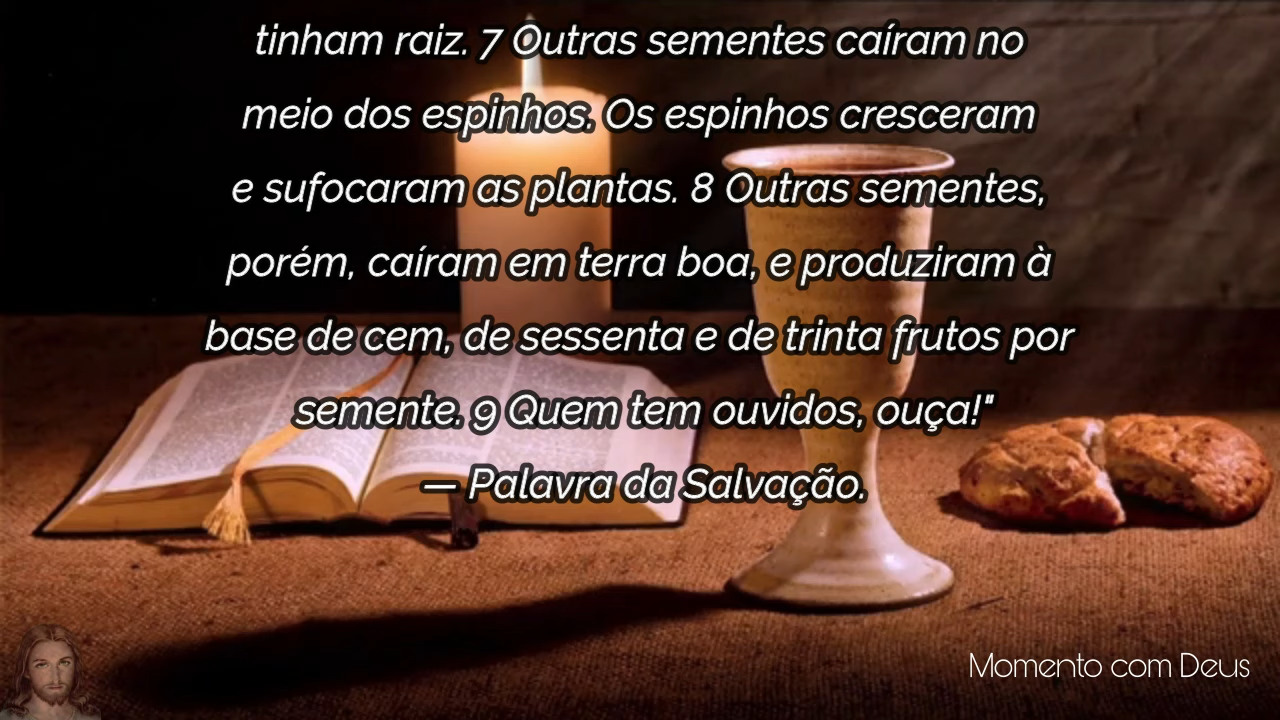 tinham raiz. 7 Outras sementes caíram no
meio dos espinhos. Os espinhos cresceram
e sufocaram as plantas. 8 Outras sementes,
porém, caíram em terra boa, e produziram à
base de cem, de sessenta e de trinta frutos por
semente. 9 Quem tem ouvidos, ouça!"
— Palavra da Salvação.
Momento com Deus